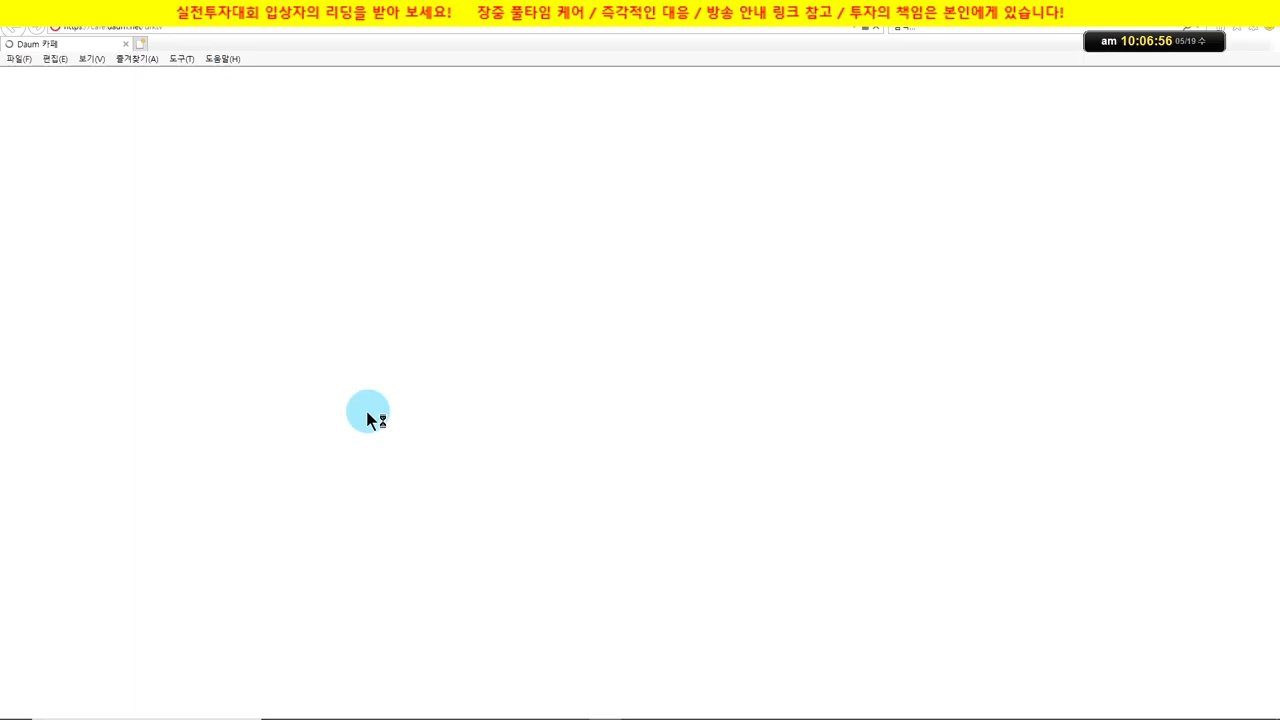 실전투자대회 입상자의 리딩을 받아 보세요! 장중 풀타임 케어 / 즉각적인 대응 / 방송 안내 링크 참고 / 투자의 책임은 본인에게 있습니다!
Daum 카페
am 10:06:56 05/19 수
파일(F) 편집(E) 보기(V) 즐겨찾기(A) 도구(T) 도움말(H)